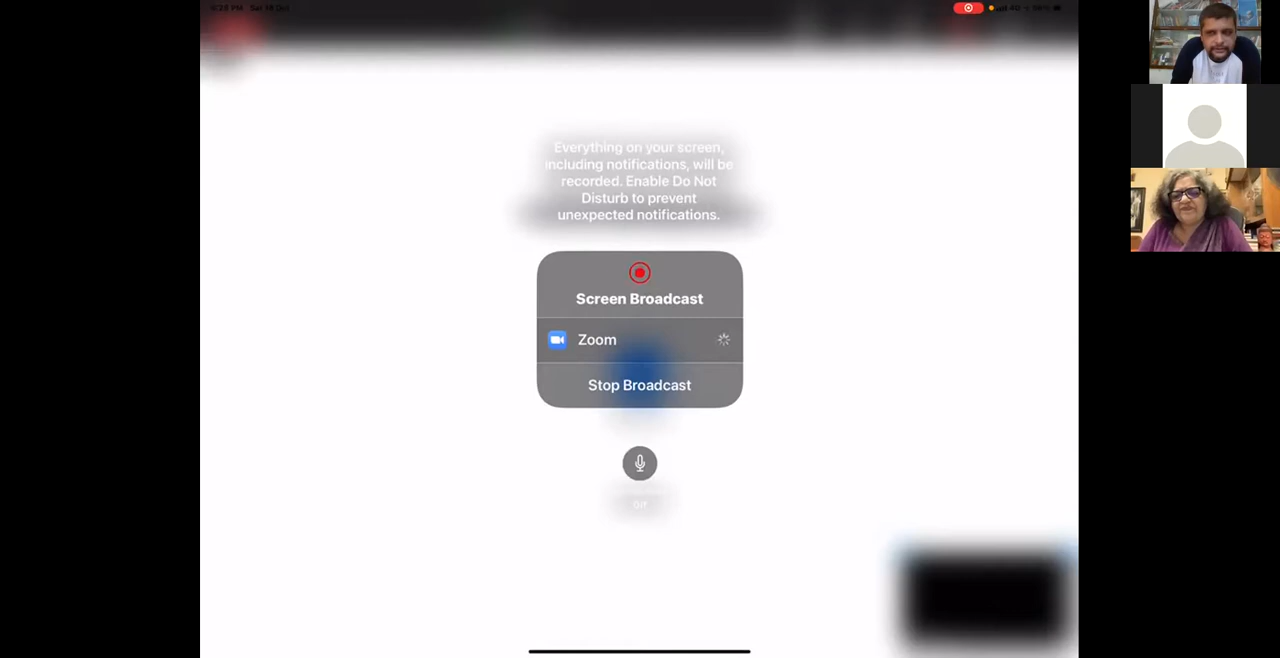 Everything on your screen,
including notifications, will be
recorded. Enable Do Not
Disturb to prevent
unexpected notifications.
Screen Broadcast
Zoom
Stop Broadcast
Off